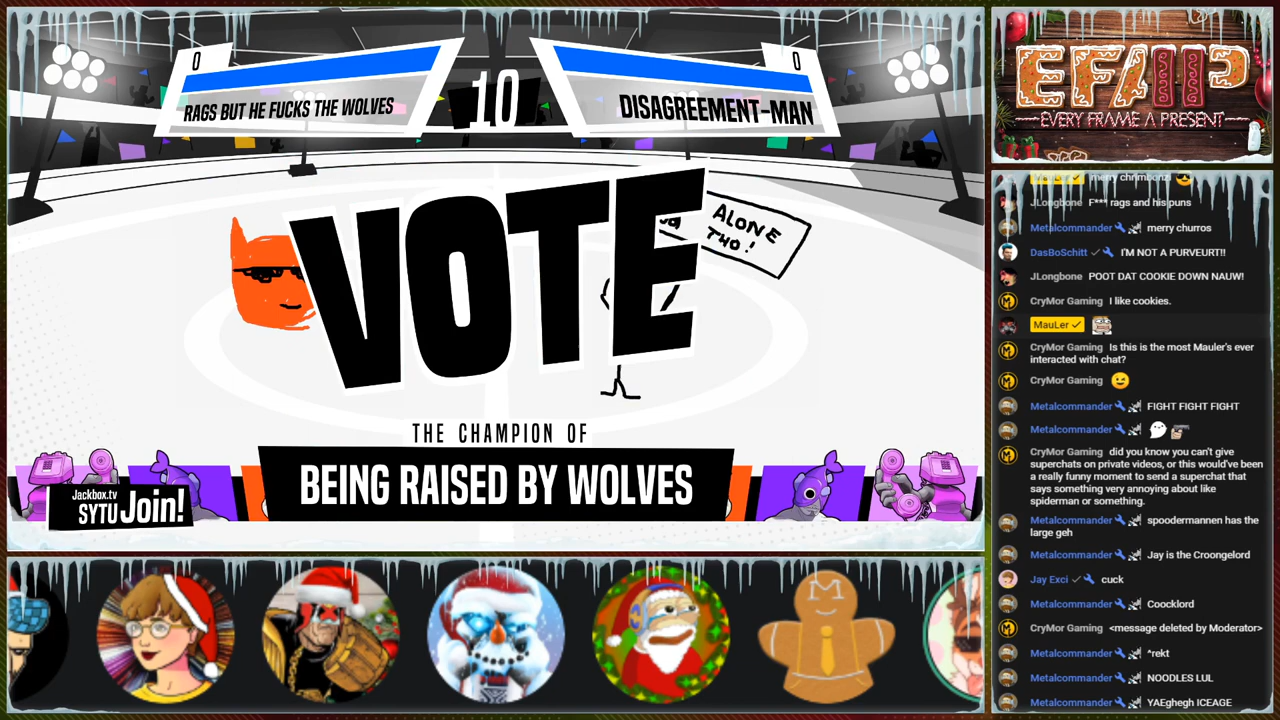 0
RAGS BUT HE FUCKS THE WOLVES
10
0
DISAGREEMENT-MAN
VOTE
ALONE
TWO!
THE CHAMPION OF
BEING RAISED BY WOLVES
Jackbox.tv
SYTU Join!
EFAP
EVERY FRAME A PRESENT
merry chrimbonzi
JLongbone F*** rags and his puns
Metalcommander merry churros
DasBoSchitt I'M NOT A PURVEURT!!
JLongbone POOT DAT COOKIE DOWN NAUW!
CryMor Gaming I like cookies.
MauLer
CryMor Gaming Is this is the most Mauler's ever
interacted with chat?
CryMor Gaming
Metalcommander FIGHT FIGHT FIGHT
Metalcommander
CryMor Gaming did you know you can't give
superchats on private videos, or this would've been
a really funny moment to send a superchat that
says something very annoying about like
spiderman or something.
Metalcommander spoodermannen has the
large geh
Metalcommander Jay is the Croongelord
Jay Exci cuck
Metalcommander Coocklord
CryMor Gaming <message deleted by Moderator>
Metalcommander ^rekt
Metalcommander NOODLES LUL
Metalcommander YAEghegh ICEAGE
M